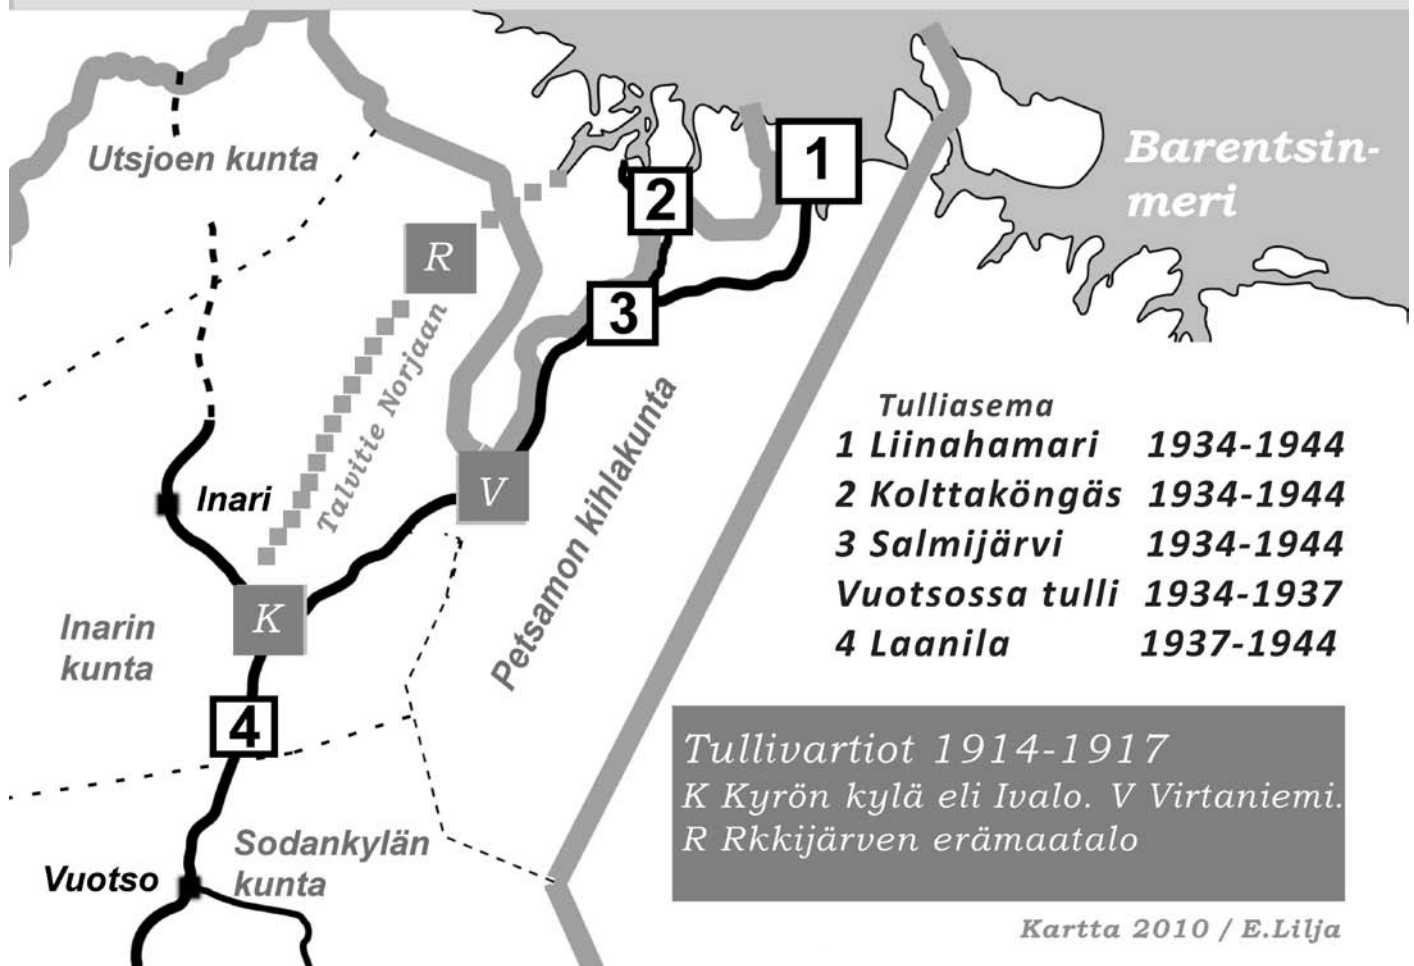 Utsjoen kunta
Barentsin-
meri
1
2
R
3
Talvitie Norjaan
Petsamon kihlakunta
V
Inari
K
Inarin
kunta
4
Sodankylän
kunta
Vuotso
Tulliasema
1 Liinahamari 1934-1944
2 Kolttaköngäs 1934-1944
3 Salmijärvi 1934-1944
Vuotsossa tulli 1934-1937
4 Laanila 1937-1944
Tullivartiot 1914-1917
K Kyrön kylä eli Ivalo. V Virtaniemi.
R Rkkijärven erämaatalo
Kartta 2010 / E.Lilja